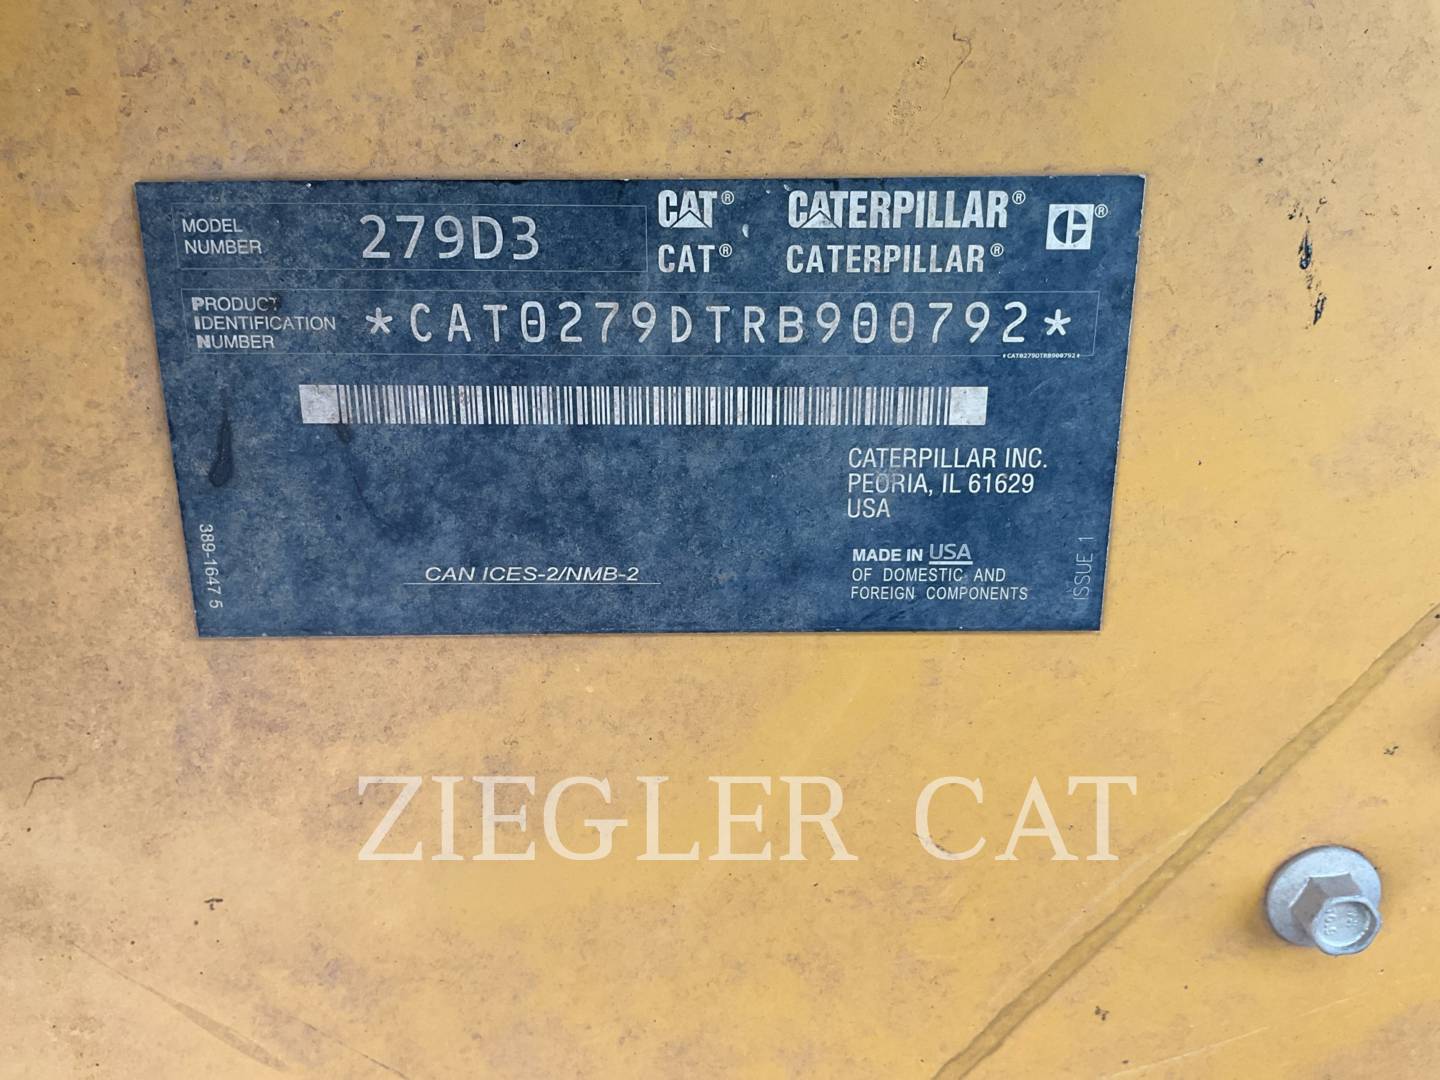 MODEL
NUMBER
279D3
CAT® CATERPILLAR® C®
CAT® CATERPILLAR®
PRODUCT
IDENTIFICATION
NUMBER
*CAT0279DTRB900792*
*CAT0279DTRB900792*
CATERPILLAR INC.
PEORIA, IL 61629
USA
389-1647 5
CAN ICES-2/NMB-2
MADE IN USA
OF DOMESTIC AND
FOREIGN COMPONENTS
ISSUE 1
ZIEGLER CAT